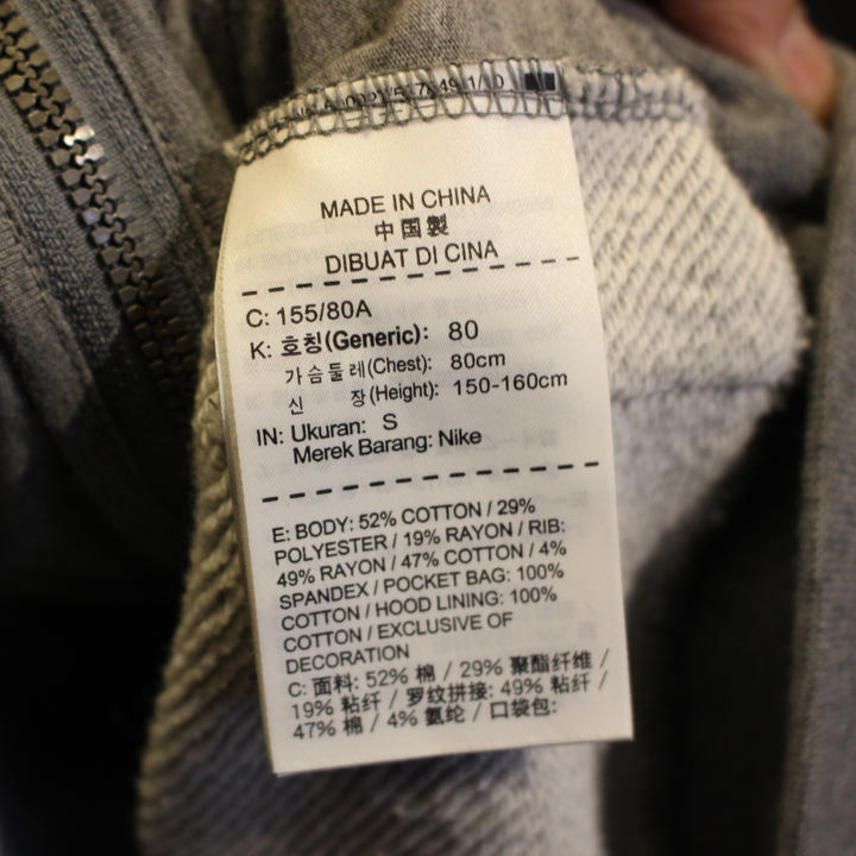 MADE IN CHINA
中国製
DIBUAT DI CINA
C: 155/80A
K: 호칭(Generic): 80
가슴둘레(Chest): 80cm
신 장(Height): 150-160cm
IN: Ukuran: S
Merek Barang: Nike
E: BODY: 52% COTTON / 29%
POLYESTER / 19% RAYON / RIB:
49% RAYON / 47% COTTON / 4%
SPANDEX / POCKET BAG: 100%
COTTON / HOOD LINING: 100%
COTTON / EXCLUSIVE OF
DECORATION
C: 面料: 52% 棉 / 29% 聚酯纤维 /
19% 粘纤 / 罗纹拼接: 49% 粘纤 /
47% 棉 / 4% 氨纶 / 口袋包: